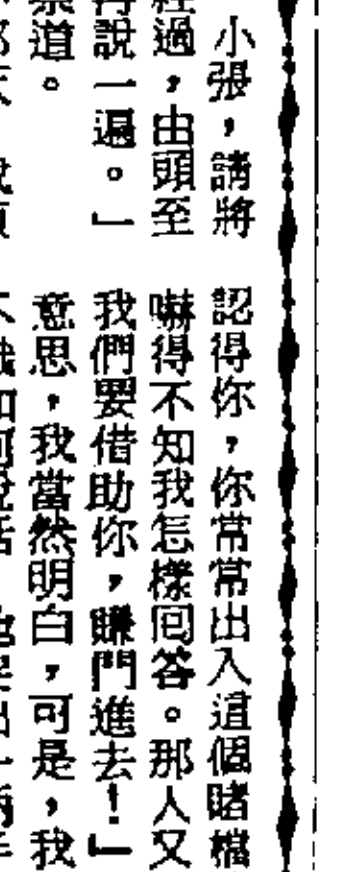 小張，請將
經過，由頭至
再說一遍。」
道。
認得你，你常常出入這個賭檔
嚇得不知我怎樣回答。那人又
我們要借助你，賺門進去！」
意思，我當然明白，可是，我